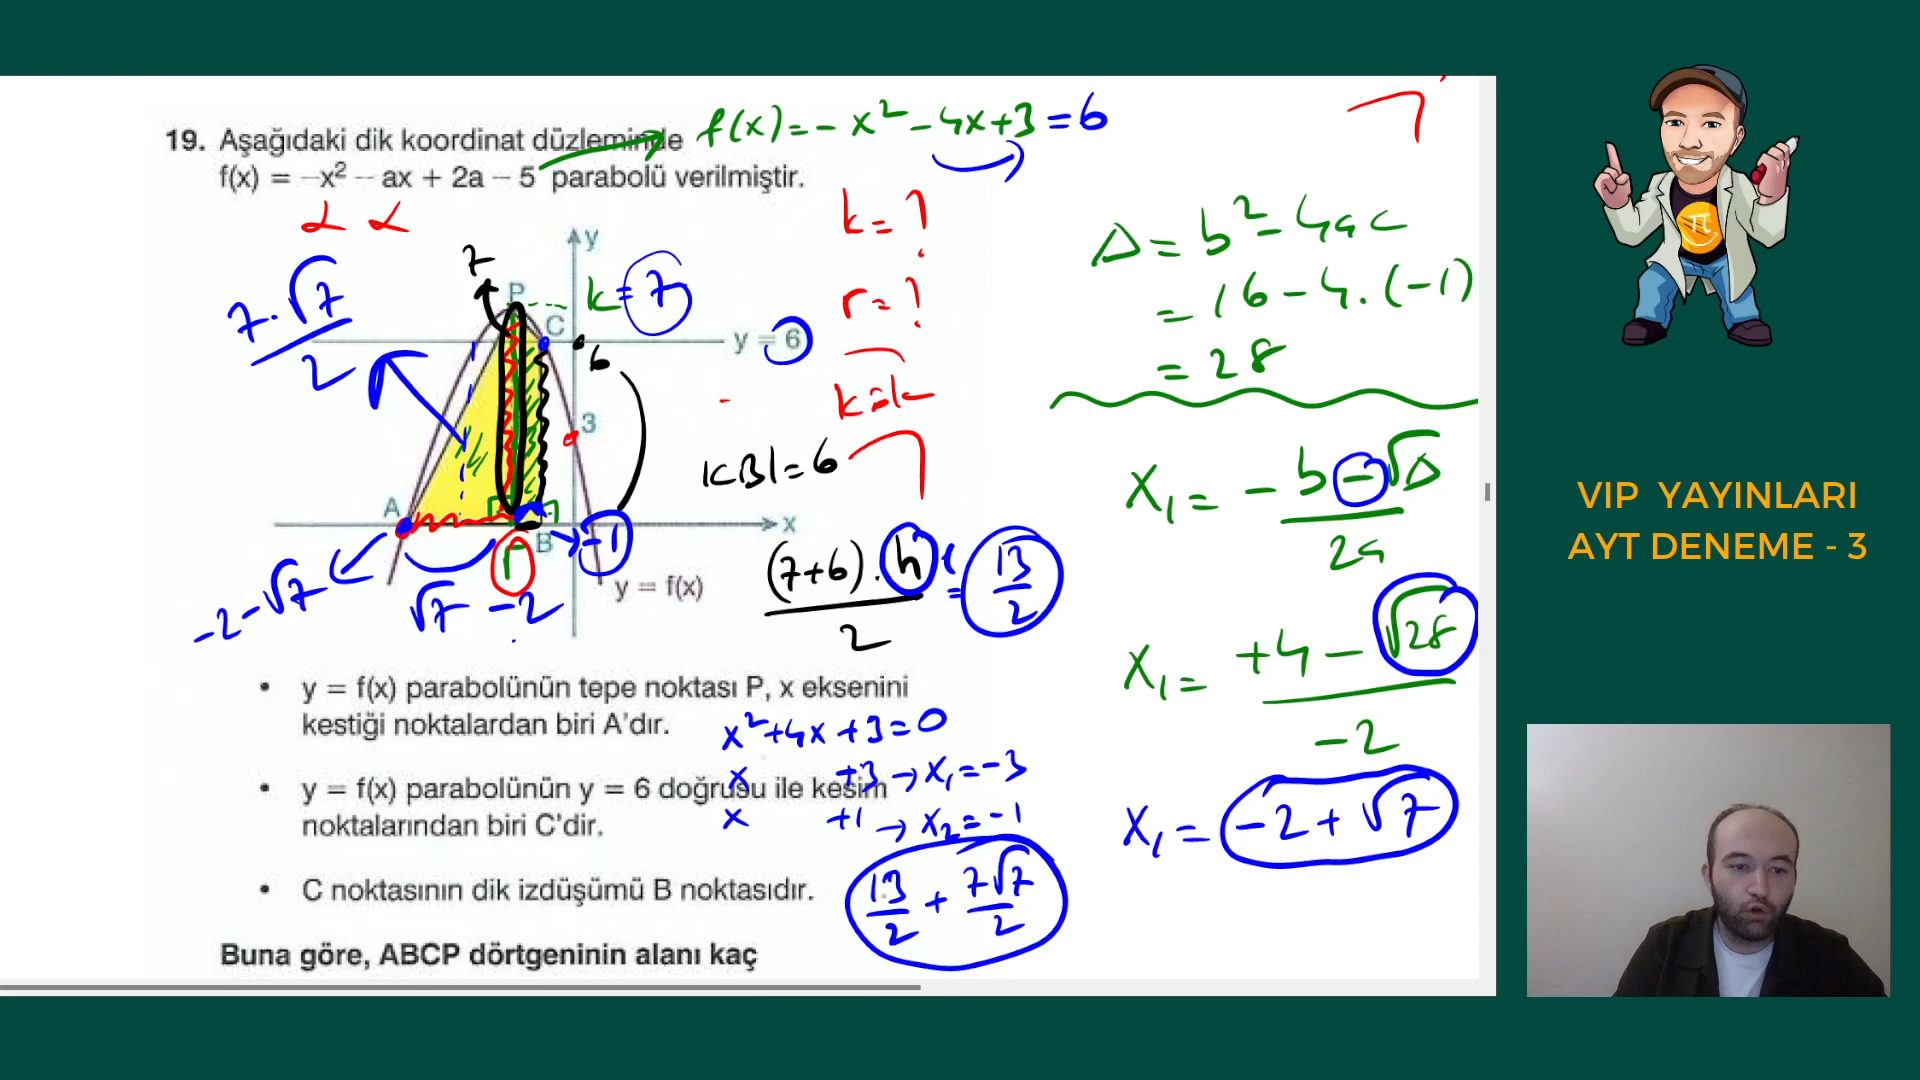 19. Aşağıdaki dik koordinat düzleminde
f(x) = -x² - ax + 2a - 5 parabolü verilmiştir.
f(x) = -x² - 4x + 3 = 6
7·√7
2
7
P
y
k = 7
C
y = 6
6
3
A
B
x
r
-1
-2-√7
√7
-2
y = f(x)
k = ?
r = ?
|CB| = 6
(7+6) . h
2
= 13/2
• y = f(x) parabolünün tepe noktası P, x eksenini
kestiği noktalardan biri A'dır.
x² + 4x + 3 = 0
x +3 → x₁ = -3
• y = f(x) parabolünün y = 6 doğrusu ile kesim
x +1 → x₂ = -1
noktalarından biri C'dir.
• C noktasının dik izdüşümü B noktasıdır.
13/2 + 7√7/2
Buna göre, ABCP dörtgeninin alanı kaç
Δ = b² - 4ac
= 16 - 4.(-1)
= 28
x₁ = -b - √Δ
2a
x₁ = +4 - √28
-2
x₁ = -2 + √7
π
VIP YAYINLARI
AYT DENEME - 3